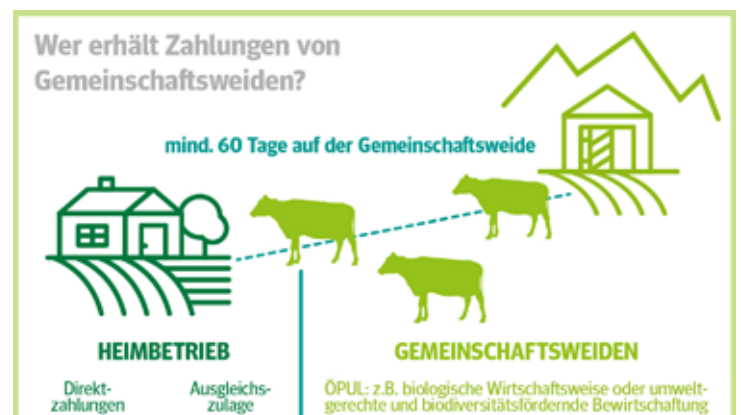 Wer erhält Zahlungen von
Gemeinschaftsweiden?
mind. 60 Tage auf der Gemeinschaftsweide
HEIMBETRIEB
Direkt-
zahlungen
Ausgleichs-
zulage
GEMEINSCHAFTSWEIDEN
ÖPUL: z.B. biologische Wirtschaftsweise oder umwelt-
gerechte und biodiversitätsfördernde Bewirtschaftung